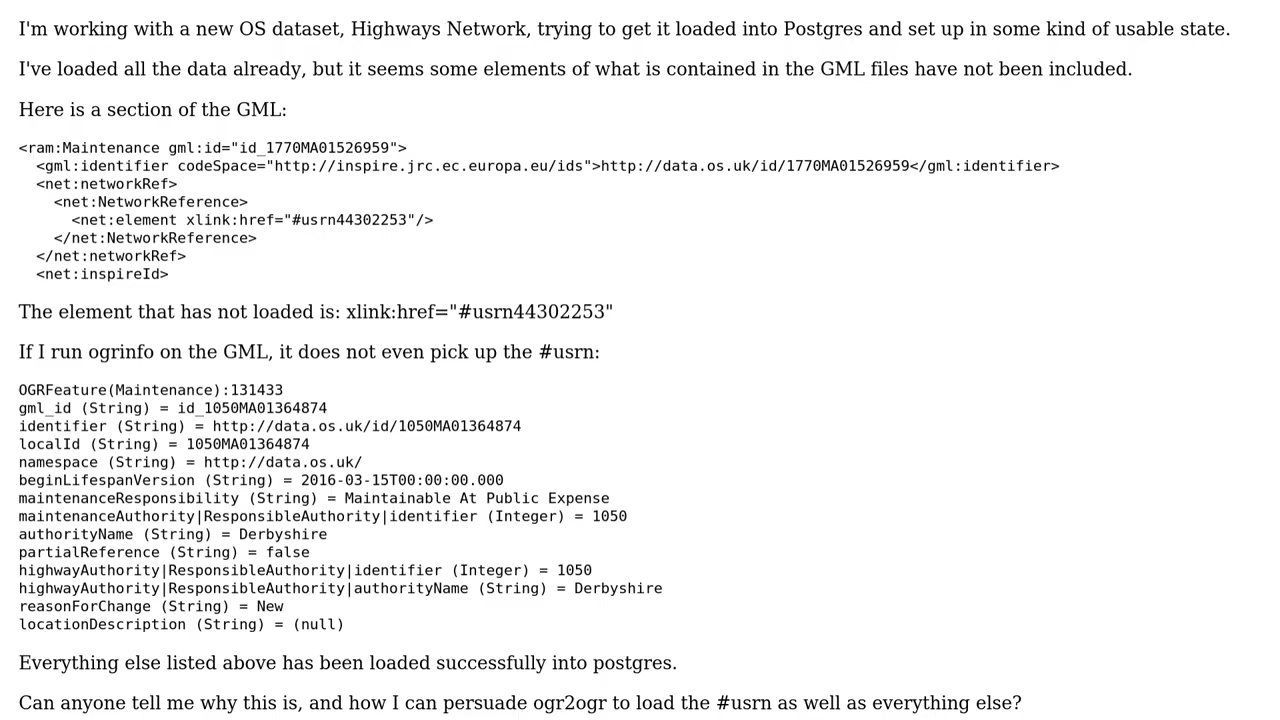 I'm working with a new OS dataset, Highways Network, trying to get it loaded into Postgres and set up in some kind of usable state.
I've loaded all the data already, but it seems some elements of what is contained in the GML files have not been included.
Here is a section of the GML:
<ram:Maintenance gml:id="id_1770MA01526959">
  <gml:identifier codeSpace="http://inspire.jrc.ec.europa.eu/ids">http://data.os.uk/id/1770MA01526959</gml:identifier>
  <net:networkRef>
    <net:NetworkReference>
      <net:element xlink:href="#usrn44302253"/>
    </net:NetworkReference>
  </net:networkRef>
  <net:inspireId>
The element that has not loaded is: xlink:href="#usrn44302253"
If I run ogrinfo on the GML, it does not even pick up the #usrn:
OGRFeature(Maintenance):131433
gml_id (String) = id_1050MA01364874
identifier (String) = http://data.os.uk/id/1050MA01364874
localId (String) = 1050MA01364874
namespace (String) = http://data.os.uk/
beginLifespanVersion (String) = 2016-03-15T00:00:00.000
maintenanceResponsibility (String) = Maintainable At Public Expense
maintenanceAuthority|ResponsibleAuthority|identifier (Integer) = 1050
authorityName (String) = Derbyshire
partialReference (String) = false
highwayAuthority|ResponsibleAuthority|identifier (Integer) = 1050
highwayAuthority|ResponsibleAuthority|authorityName (String) = Derbyshire
reasonForChange (String) = New
locationDescription (String) = (null)
Everything else listed above has been loaded successfully into postgres.
Can anyone tell me why this is, and how I can persuade ogr2ogr to load the #usrn as well as everything else?